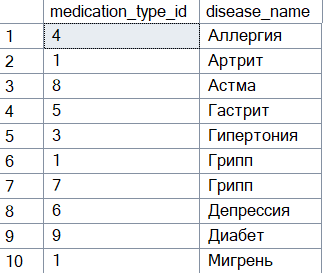 medication_type_id disease_name
1 4 Аллергия
2 1 Артрит
3 8 Астма
4 5 Гастрит
5 3 Гипертония
6 1 Грипп
7 7 Грипп
8 6 Депрессия
9 9 Диабет
10 1 Мигрень